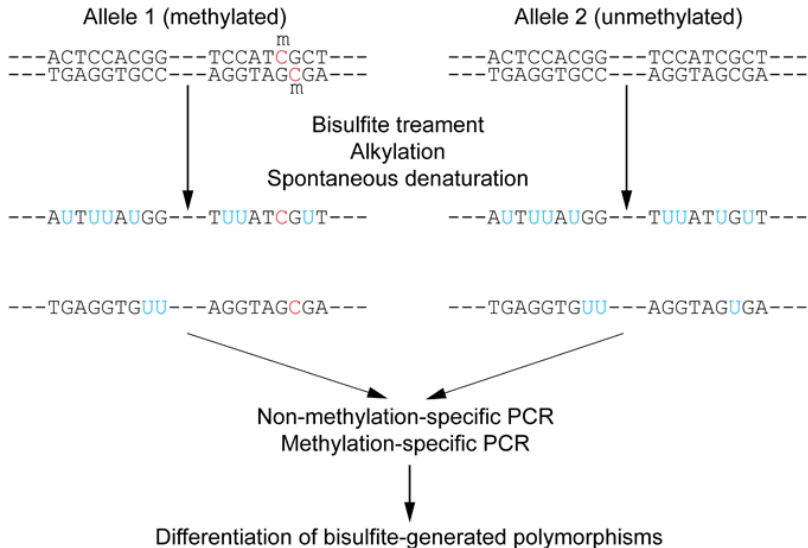 Allele 1 (methylated)
Allele 2 (unmethylated)
m
---ACTCCACGG---TCCATCGCT---
---TGAGGTGCC---AGGTAGCGA---
m
---ACTCCACGG---TCCATCGCT---
---TGAGGTGCC---AGGTAGCGA---
Bisulfite treament
Alkylation
Spontaneous denaturation
---AUTUUAUGG---TUUATCGUT---
---AUTUUAUGG---TUUATUGUT---
---TGAGGTGUU---AGGTAGCGA---
---TGAGGTGUU---AGGTAGUGA---
Non-methylation-specific PCR
Methylation-specific PCR
Differentiation of bisulfite-generated polymorphisms